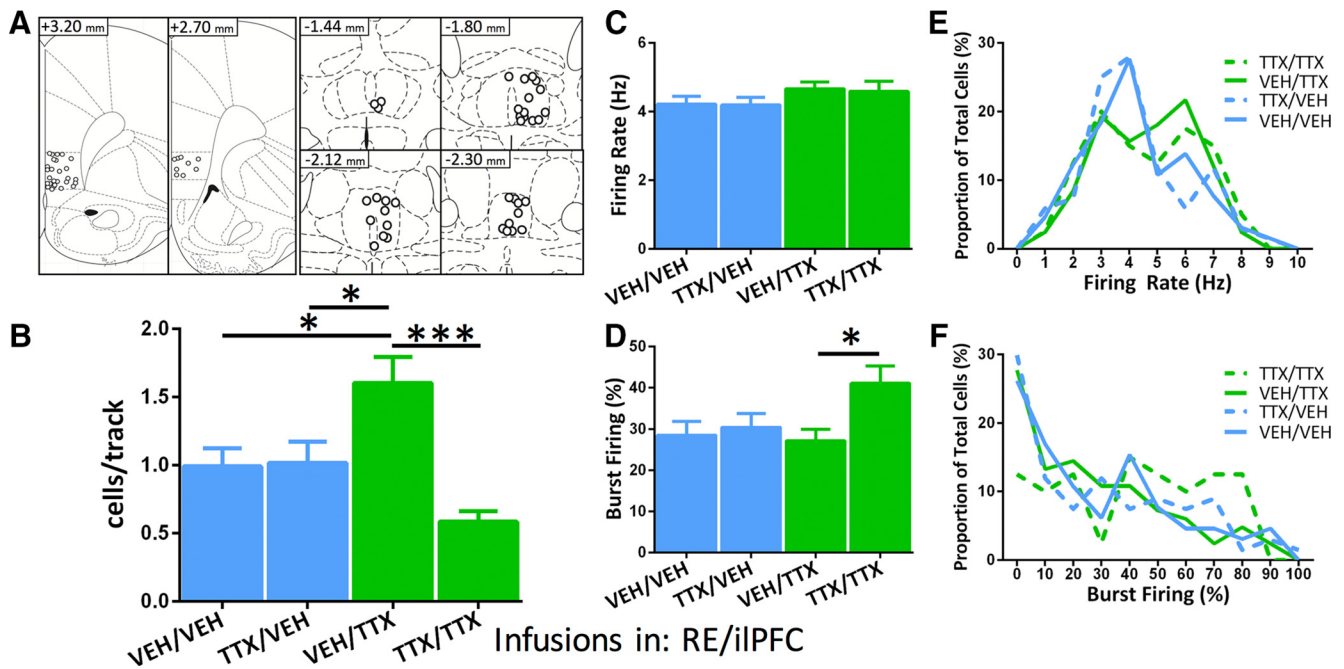 A
+3.20 mm
+2.70 mm
-1.44 mm
-1.80 mm
-2.12 mm
-2.30 mm
B
cells/track
2.0
1.5
1.0
0.5
0.0
*
*
***
VEH/VEH
TTX/VEH
VEH/TTX
TTX/TTX
Infusions in: RE/ilPFC
C
Firing Rate (Hz)
6
4
2
0
VEH/VEH
TTX/VEH
VEH/TTX
TTX/TTX
D
Burst Firing (%)
50
40
30
20
10
0
*
VEH/VEH
TTX/VEH
VEH/TTX
TTX/TTX
E
Proportion of Total Cells (%)
30
20
10
0
TTX/TTX
VEH/TTX
TTX/VEH
VEH/VEH
0 1 2 3 4 5 6 7 8 9 10
Firing Rate (Hz)
F
Proportion of Total Cells (%)
30
20
10
0
TTX/TTX
VEH/TTX
TTX/VEH
VEH/VEH
0 10 20 30 40 50 60 70 80 90 100
Burst Firing (%)